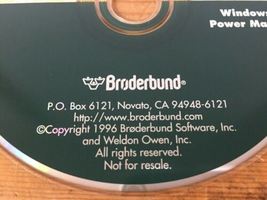 Windows
Power Ma
Brøderbund®
P.O. Box 6121, Novato, CA 94948-6121
http://www.broderbund.com
©Copyright 1996 Brøderbund Software, Inc.
and Weldon Owen, Inc.
All rights reserved.
Not for resale.